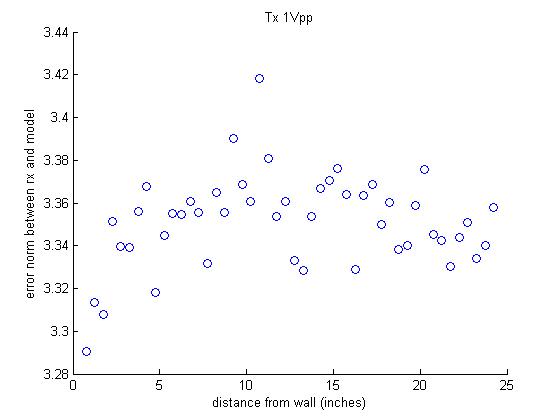 Tx 1Vpp
3.44
3.42
3.4
3.38
3.36
3.34
3.32
3.3
3.28
error norm between rx and model
0 5 10 15 20 25
distance from wall (inches)